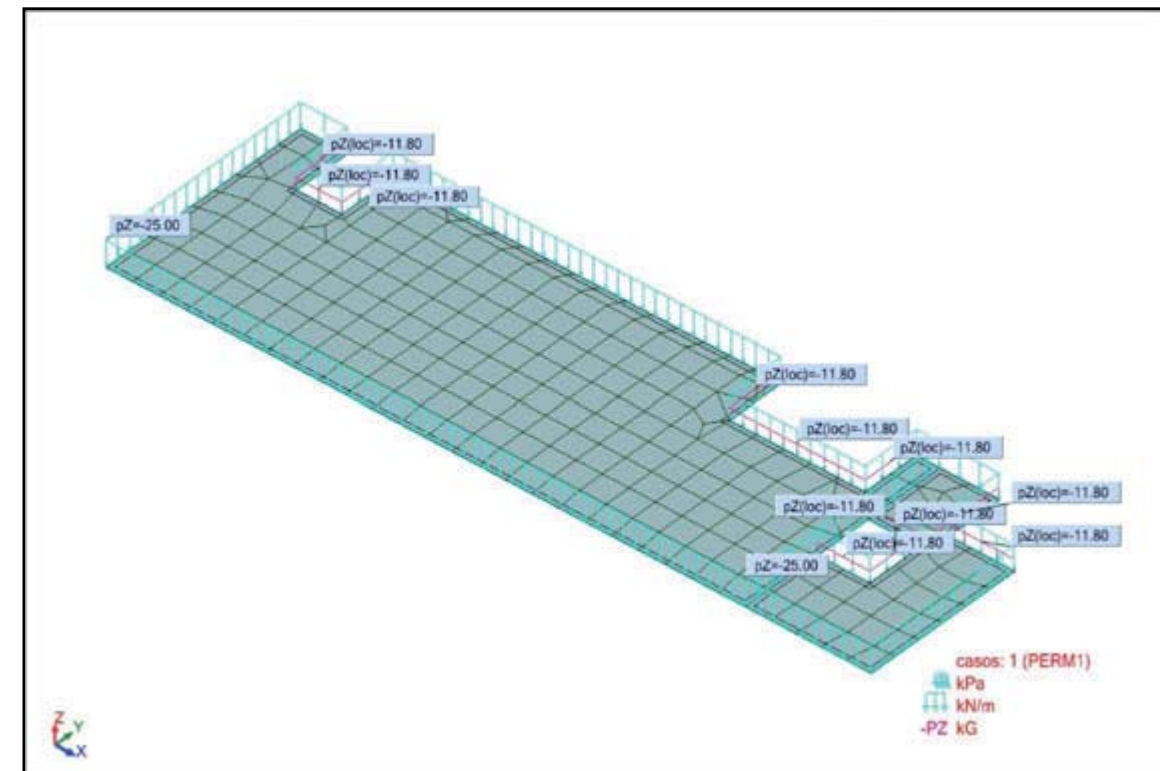 pZ(loc)=-11.80
pZ(loc)=-11.80
pZ(loc)=-11.80
pZ=-25.00
pZ(loc)=-11.80
pZ(loc)=-11.80
pZ(loc)=-11.80
pZ(loc)=-11.80
pZ(loc)=-11.80
pZ(loc)=-11.80
pZ(loc)=-11.80
pZ(loc)=-11.80
pZ=-25.00
casos: 1 (PERM1)
kPa
kN/m
-PZ kG
Z
Y
X